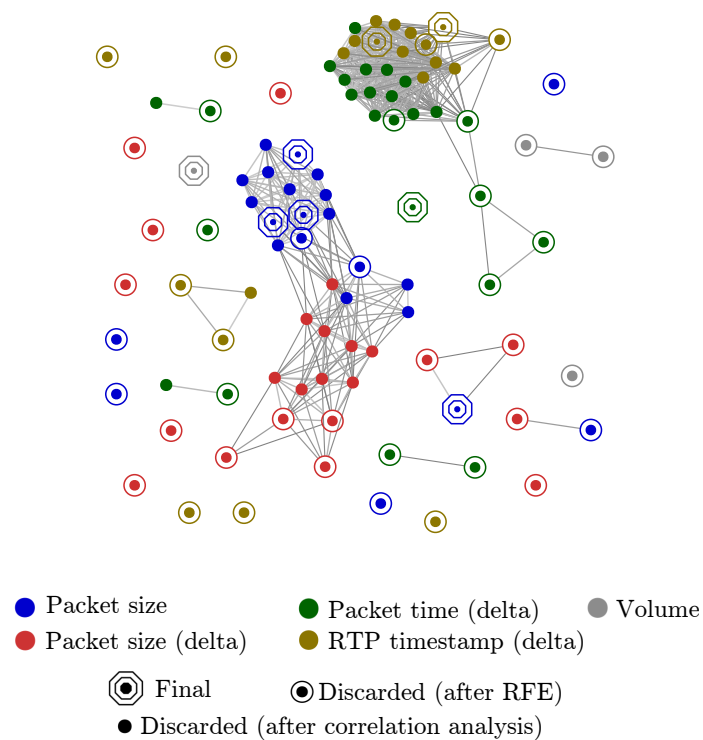 Packet size
Packet time (delta)
Volume
Packet size (delta)
RTP timestamp (delta)
Final
Discarded (after RFE)
Discarded (after correlation analysis)